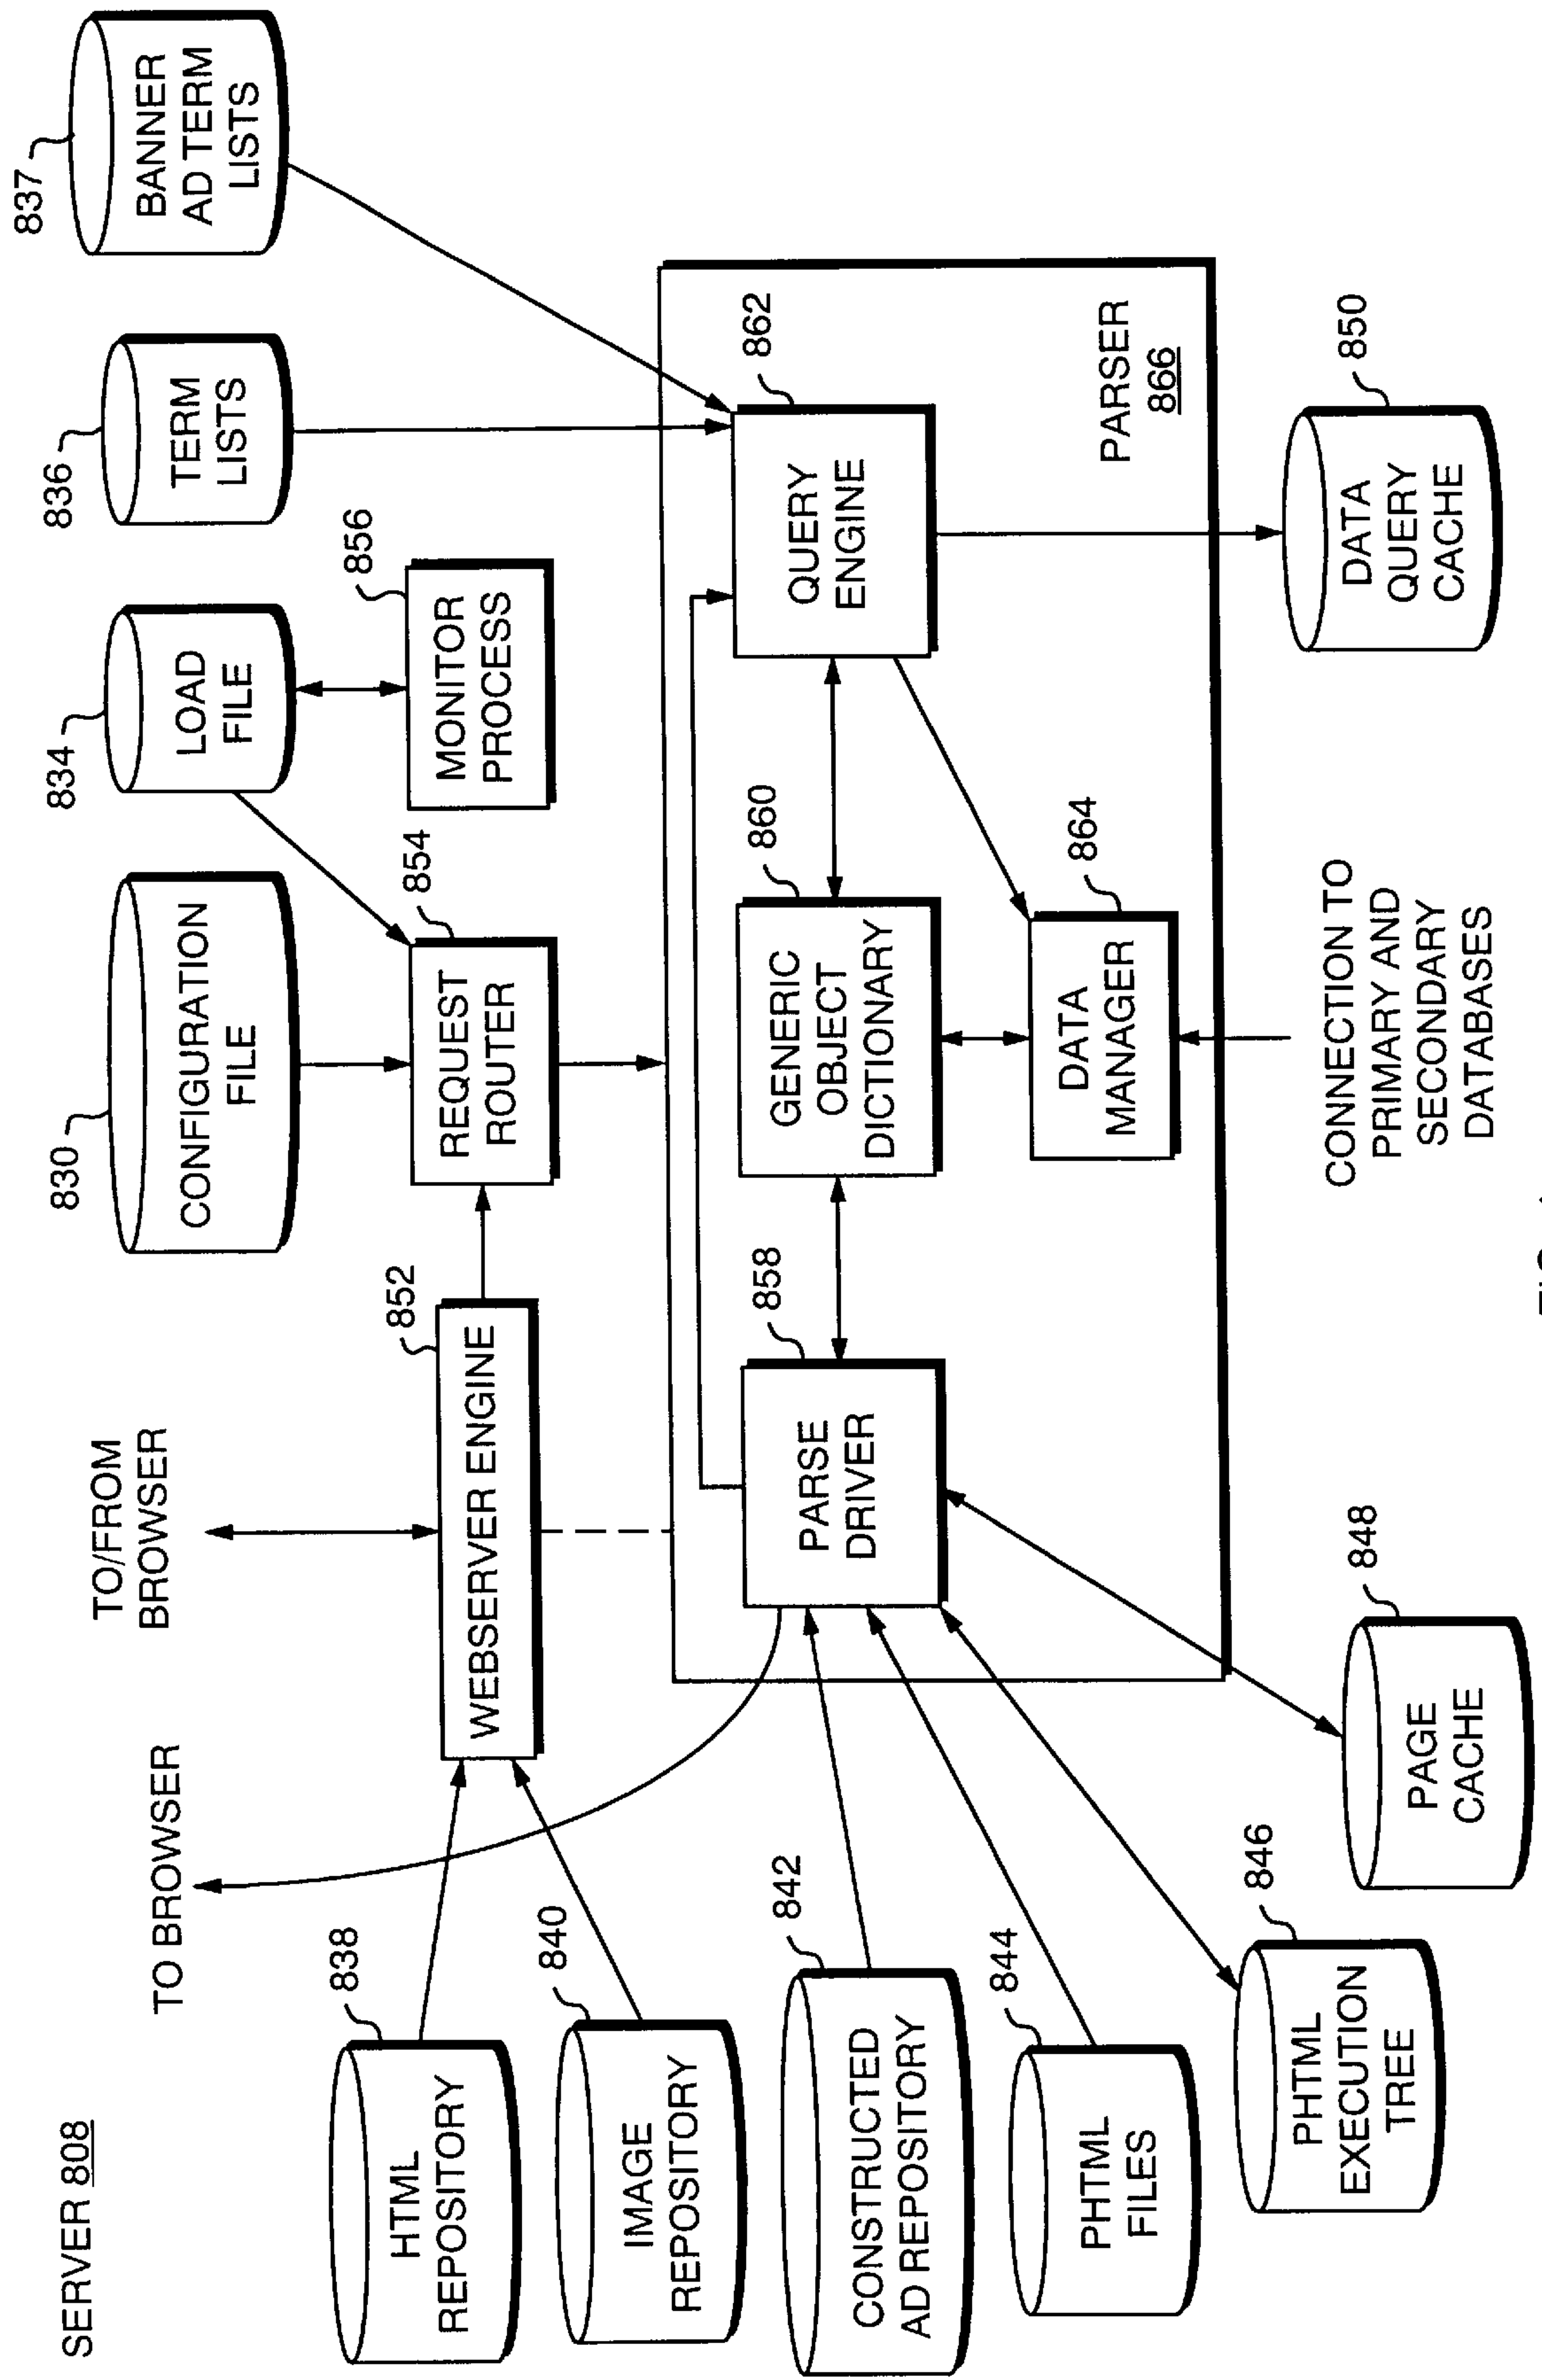 SERVER 808
TO BROWSER
TO/FROM
BROWSER
830
CONFIGURATION
FILE
834
LOAD
FILE
836
TERM
LISTS
837
BANNER
AD TERM
LISTS
838
HTML
REPOSITORY
840
IMAGE
REPOSITORY
852
WEBSERVER ENGINE
854
REQUEST
ROUTER
856
MONITOR
PROCESS
842
CONSTRUCTED
AD REPOSITORY
844
PHTML
FILES
846
PHTML
EXECUTION
TREE
848
PAGE
CACHE
858
PARSE
DRIVER
860
GENERIC
OBJECT
DICTIONARY
862
QUERY
ENGINE
864
DATA
MANAGER
PARSER
866
CONNECTION TO
PRIMARY AND
SECONDARY
DATABASES
850
DATA
QUERY
CACHE